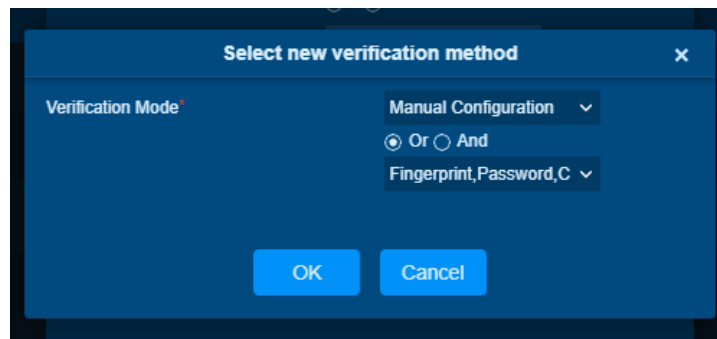 Select new verification method
Verification Mode*
Manual Configuration
Or And
Fingerprint,Password,C
OK Cancel